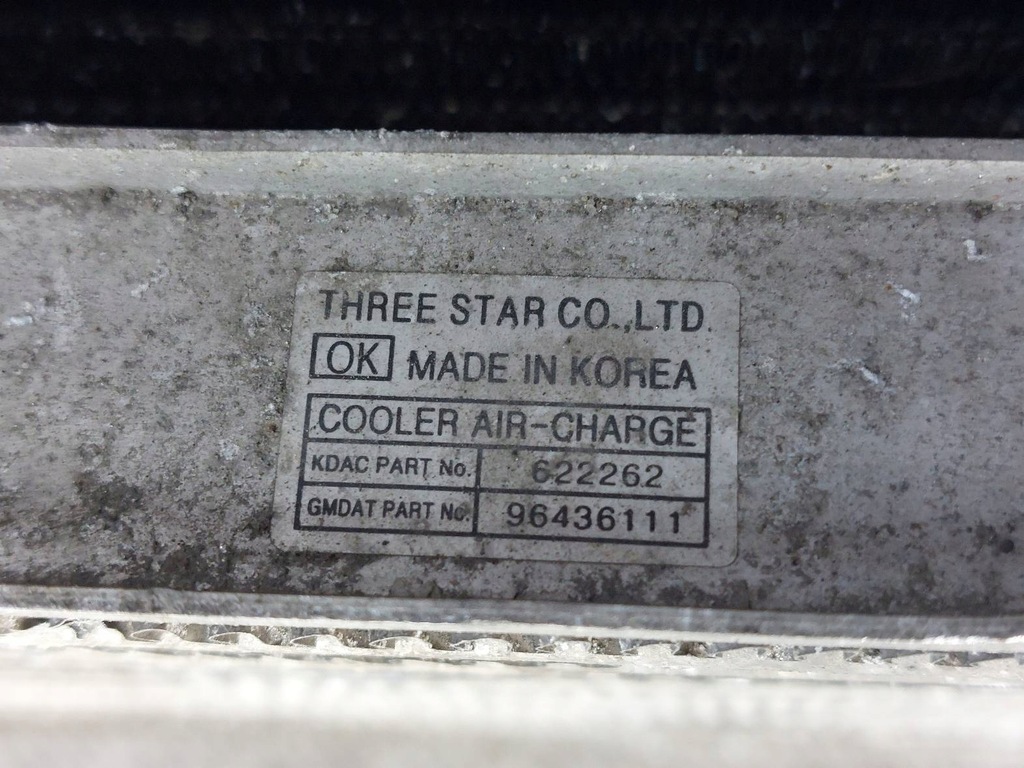 THREE STAR CO.,LTD.
OK MADE IN KOREA
COOLER AIR-CHARGE
KDAC PART No. 622262
GMDAT PART No. 96436111